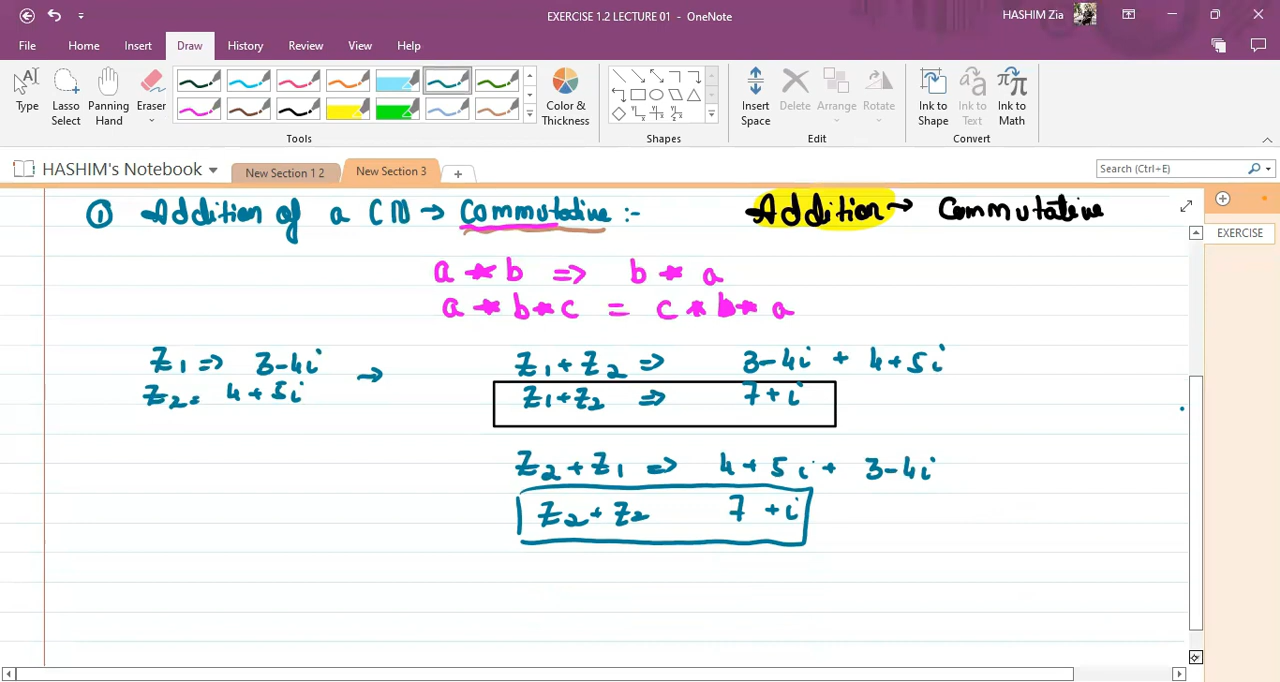 EXERCISE 1.2 LECTURE 01 - OneNote
HASHIM Zia
File Home Insert Draw History Review View Help
Type
Lasso Select
Panning Hand
Eraser
Color & Thickness
Insert Space
Delete
Arrange
Rotate
Ink to Shape
Ink to Text
Ink to Math
Tools
Shapes
Edit
Convert
HASHIM's Notebook
New Section 1 2
New Section 3
Search (Ctrl+E)
EXERCISE
① Addition of a CN → Commutative :-
Addition → Commutative
a * b ⇒ b * a
a * b * c = c * b * a
Z1 ⇒ 3-4i →
Z2 = 4+5i
Z1+Z2 ⇒ 3-4i + 4+5i
Z1+Z2 ⇒ 7+i
Z2+Z1 ⇒ 4+5i + 3-4i
Z2+Z2 7+i